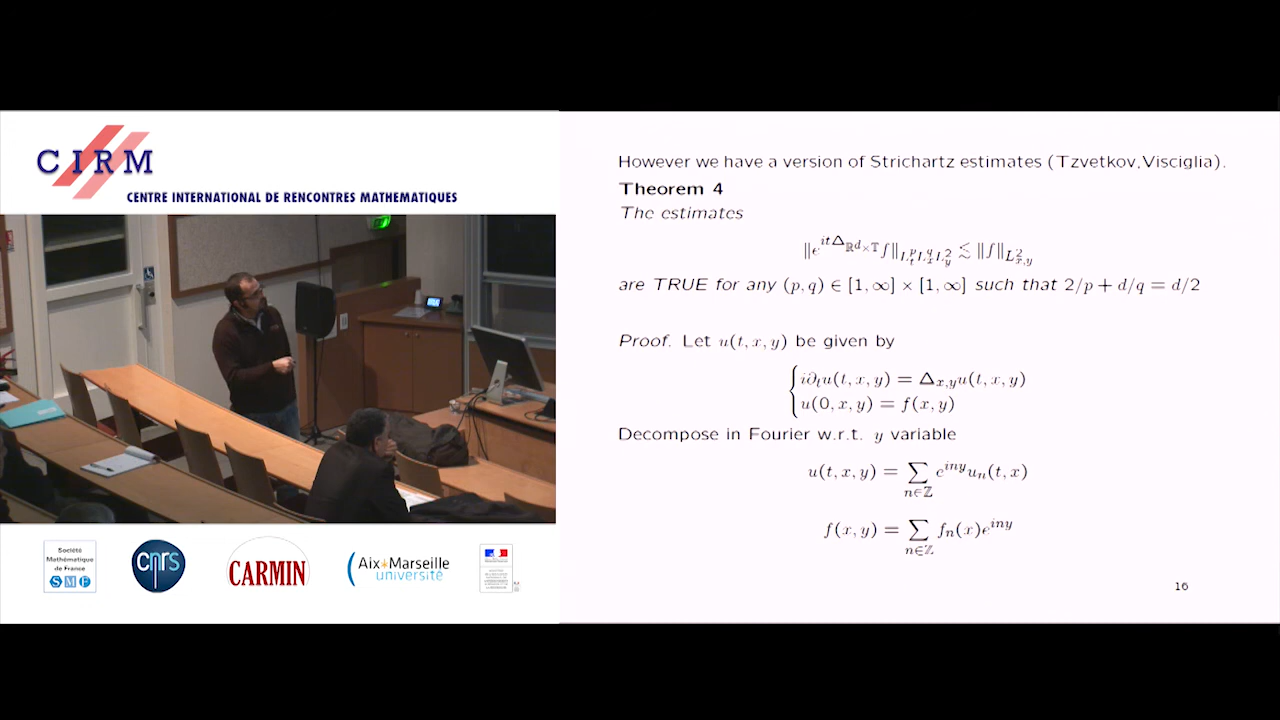 CIRM
CENTRE INTERNATIONAL DE RENCONTRES MATHEMATIQUES
Société
Mathématique
de France
SMF
cnrs
CARMIN
Aix*Marseille
université
However we have a version of Strichartz estimates (Tzvetkov,Visciglia).
Theorem 4
The estimates
‖e^{itΔ_{ℝ^d×𝕋}} f‖_{L^p_t L^q_x L^2_y} ≲ ‖f‖_{L^2_{x,y}}
are TRUE for any (p, q) ∈ [1, ∞] × [1, ∞] such that 2/p + d/q = d/2
Proof. Let u(t, x, y) be given by
i∂_t u(t, x, y) = Δ_{x,y} u(t, x, y)
u(0, x, y) = f(x, y)
Decompose in Fourier w.r.t. y variable
u(t, x, y) = ∑_{n∈ℤ} e^{iny} u_n(t, x)
f(x, y) = ∑_{n∈ℤ} f_n(x) e^{iny}
16